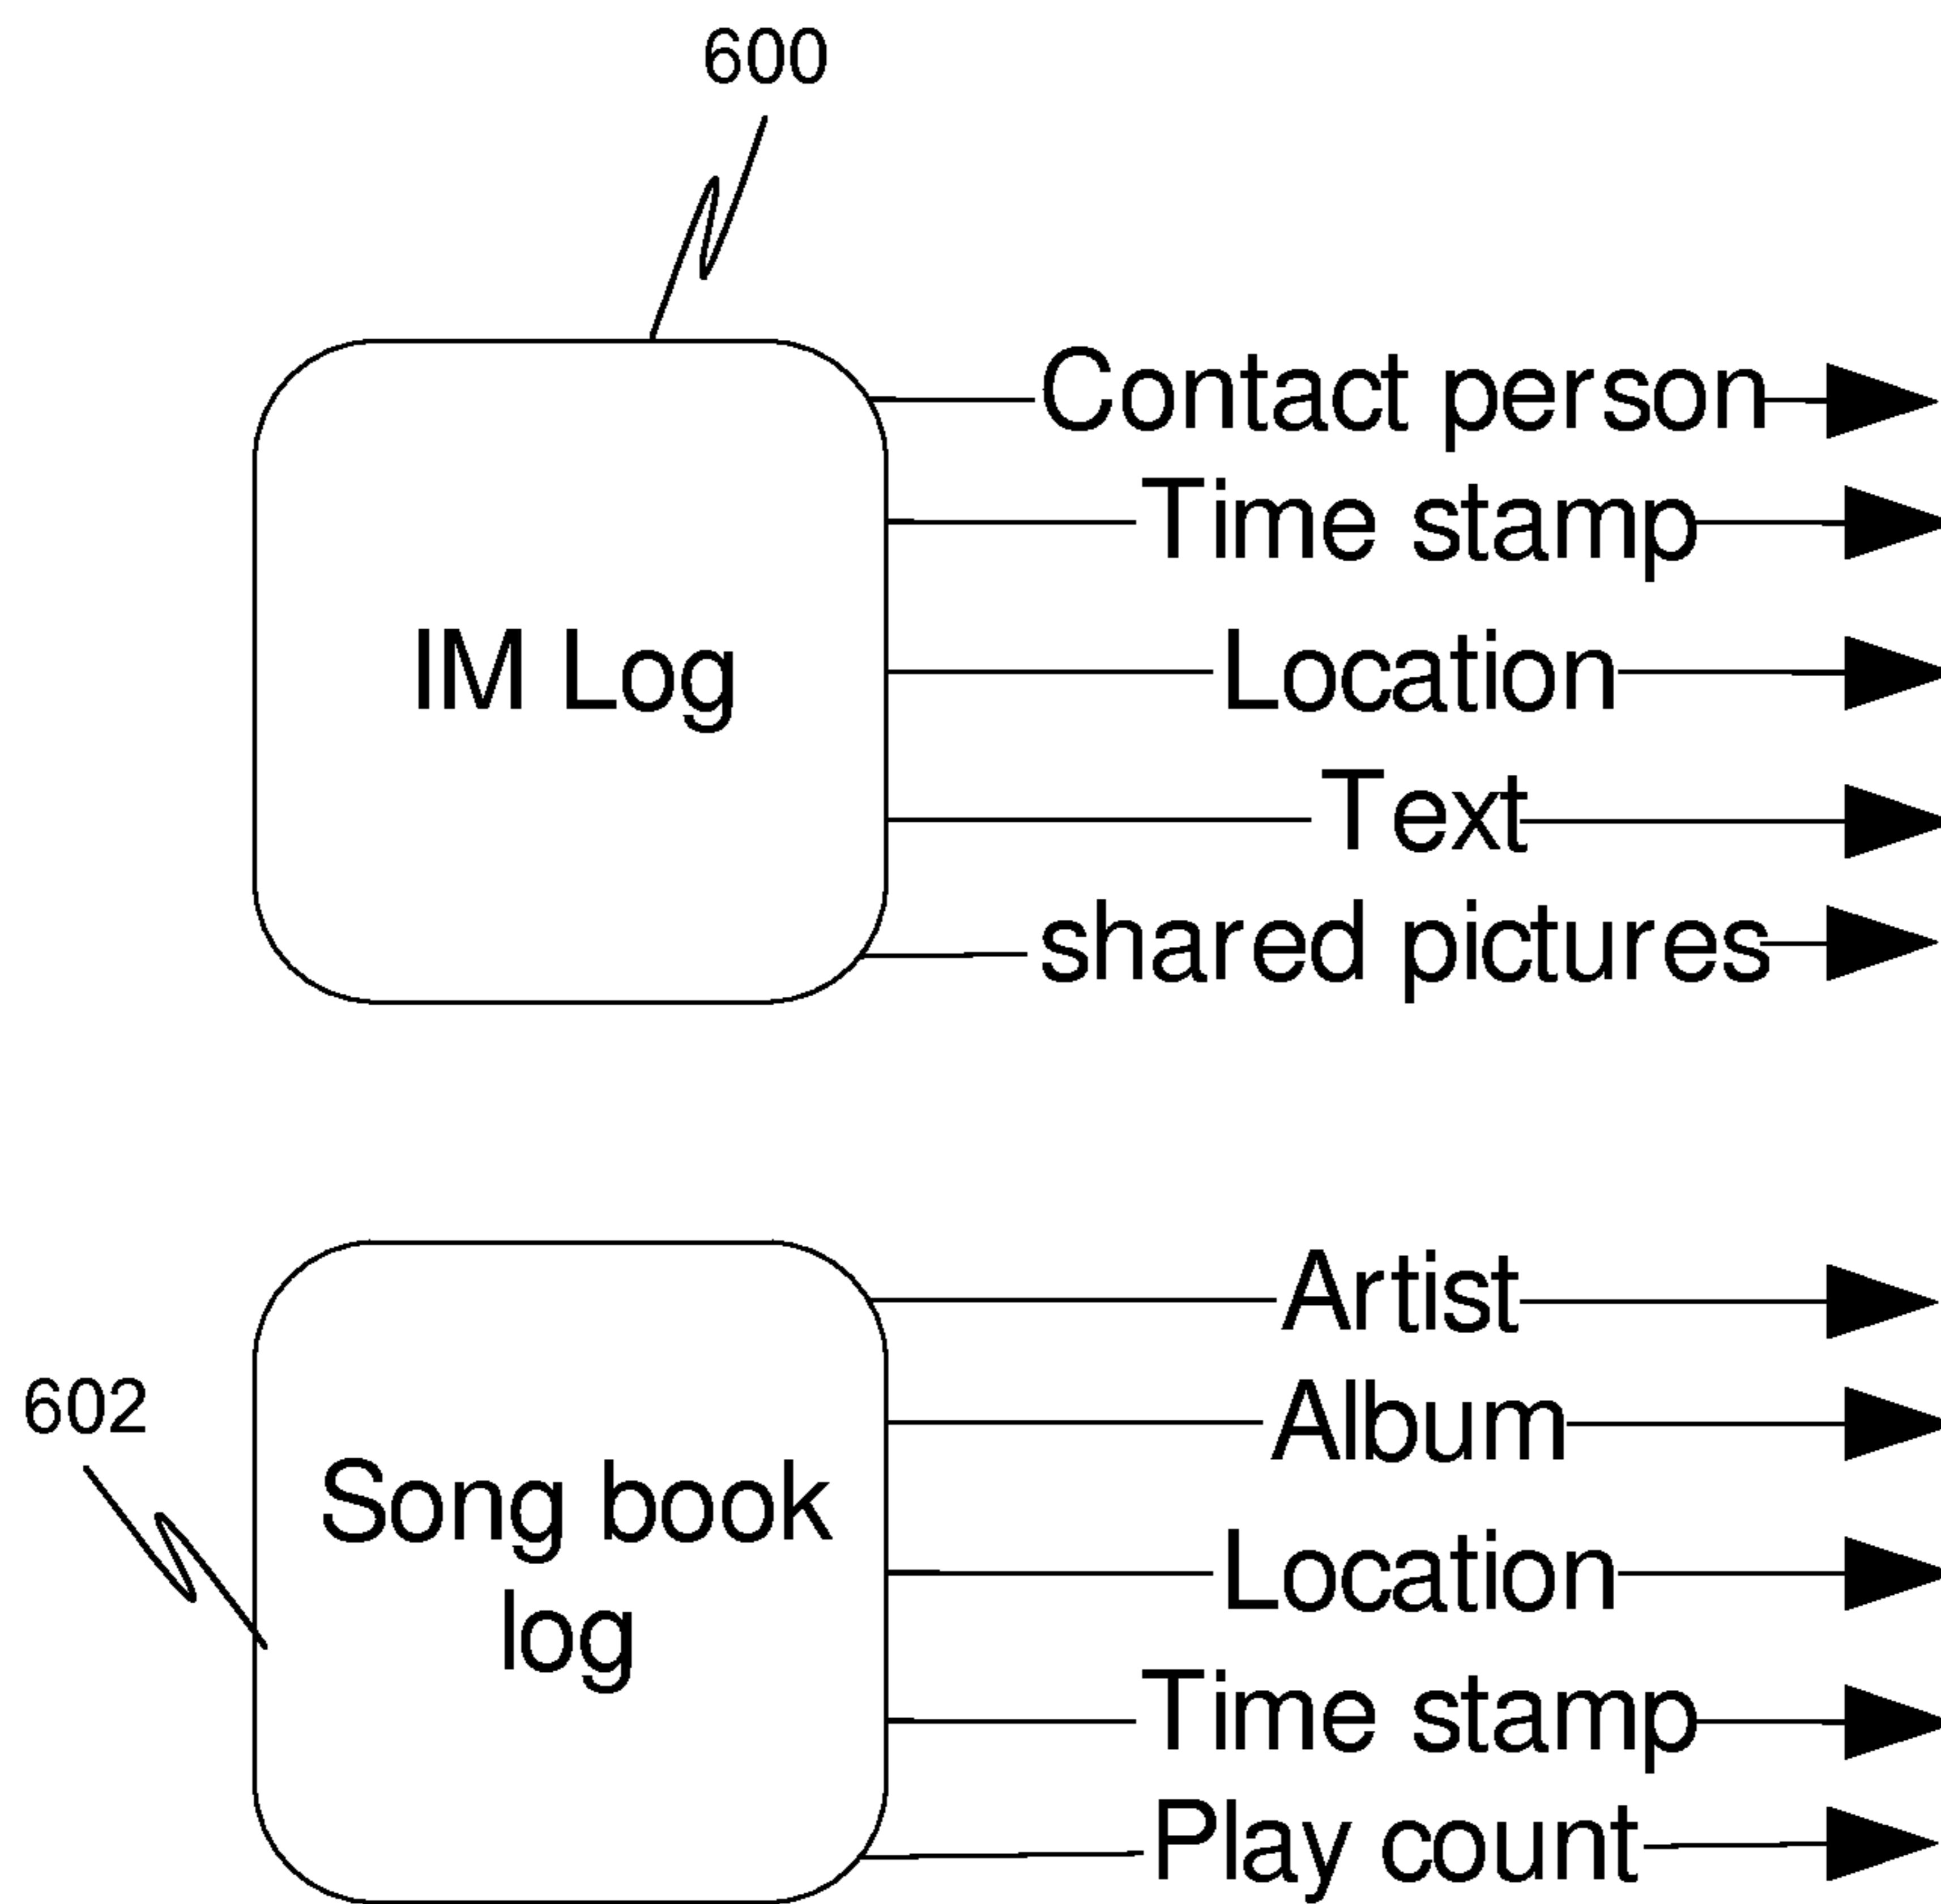 600
IM Log
Contact person
Time stamp
Location
Text
shared pictures
602
Song book
log
Artist
Album
Location
Time stamp
Play count